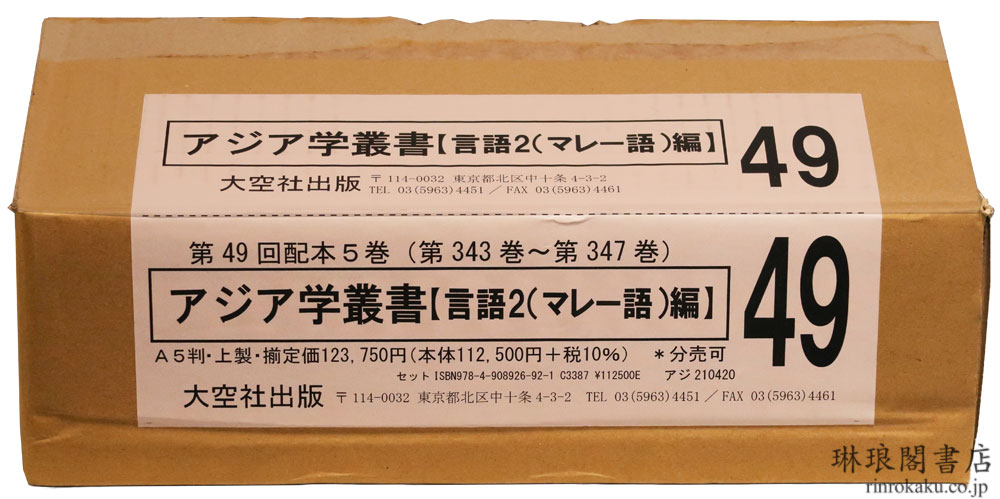 アジア学叢書【言語2(マレー語)編】 49
大空社出版 〒114-0032 東京都北区中十条4-3-2
TEL 03(5963)4451/FAX 03(5963)4461
第49回配本5巻(第343巻~第347巻)
アジア学叢書【言語2(マレー語)編】 49
A5判・上製・揃定価123,750円(本体112,500円+税10%) *分売可
セット ISBN978-4-908926-92-1 C3387 ¥112500E アジ210420
大空社出版 〒114-0032 東京都北区中十条4-3-2 TEL 03(5963)4451/FAX 03(5963)4461
琳琅閣書店
rinrokaku.co.jp